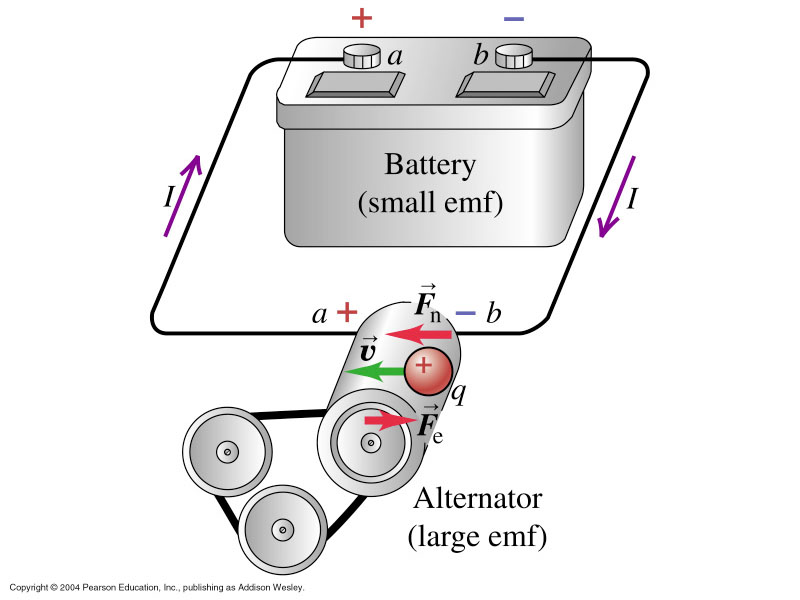 + −
a b
Battery
(small emf)
I I
a + − b
F⃗n
v⃗
+
q
F⃗e
Alternator
(large emf)
Copyright © 2004 Pearson Education, Inc., publishing as Addison Wesley.